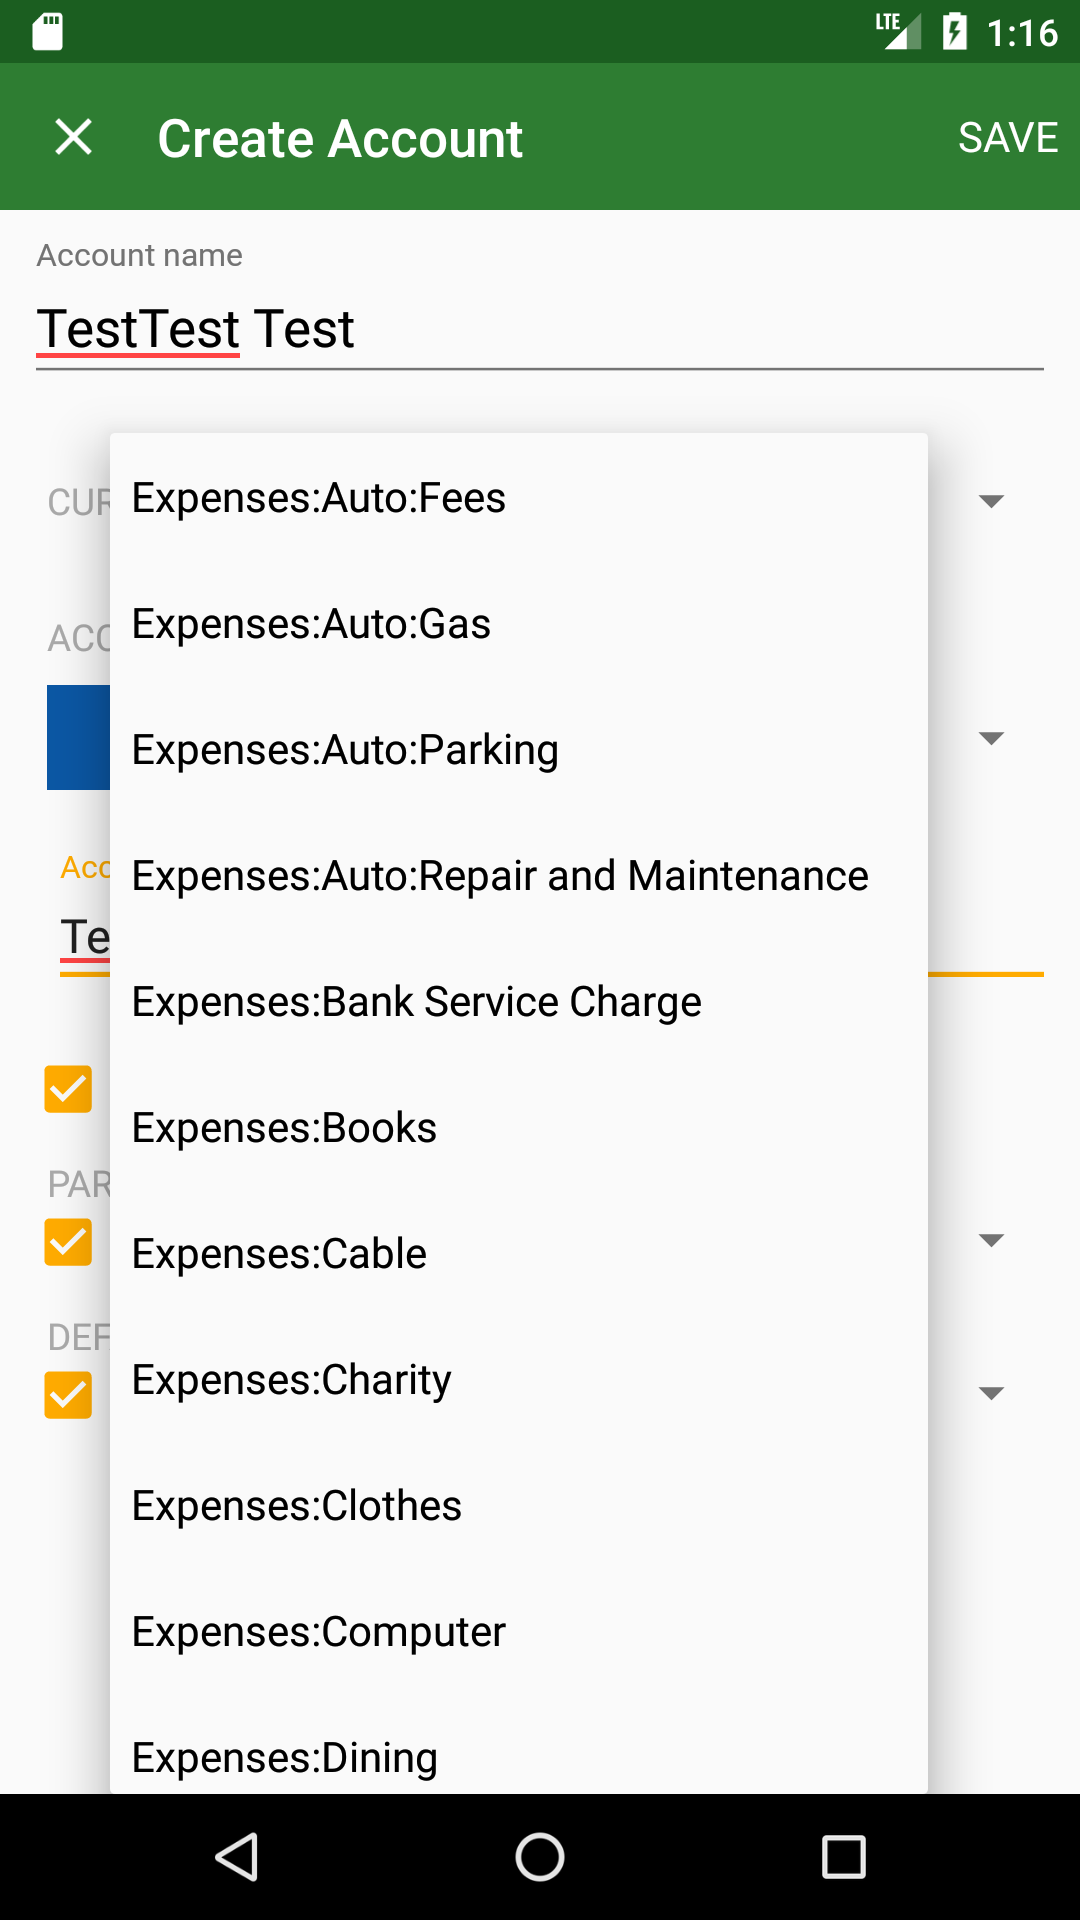 LTE 1:16
Create Account SAVE
Account name
TestTest Test
CUR
ACC
Acc
Te
PAR
DEF
Expenses:Auto:Fees
Expenses:Auto:Gas
Expenses:Auto:Parking
Expenses:Auto:Repair and Maintenance
Expenses:Bank Service Charge
Expenses:Books
Expenses:Cable
Expenses:Charity
Expenses:Clothes
Expenses:Computer
Expenses:Dining